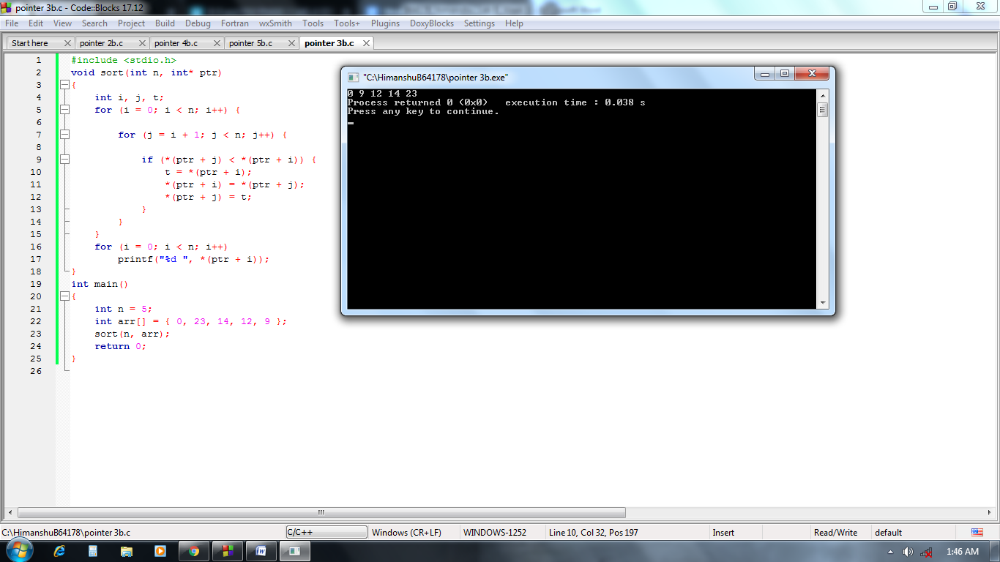 pointer 3b.c - Code::Blocks 17.12
File Edit View Search Project Build Debug Fortran wxSmith Tools Tools+ Plugins DoxyBlocks Settings Help
Start here pointer 2b.c pointer 4b.c pointer 5b.c pointer 3b.c
1 #include <stdio.h>
2 void sort(int n, int* ptr)
3 {
4 int i, j, t;
5 for (i = 0; i < n; i++) {
6
7 for (j = i + 1; j < n; j++) {
8
9 if (*(ptr + j) < *(ptr + i)) {
10 t = *(ptr + i);
11 *(ptr + i) = *(ptr + j);
12 *(ptr + j) = t;
13 }
14 }
15 }
16 for (i = 0; i < n; i++)
17 printf("%d ", *(ptr + i));
18 }
19 int main()
20 {
21 int n = 5;
22 int arr[] = { 0, 23, 14, 12, 9 };
23 sort(n, arr);
24 return 0;
25 }
26
"C:\HimanshuB64178\pointer 3b.exe"
0 9 12 14 23
Process returned 0 (0x0)   execution time : 0.038 s
Press any key to continue.
C:\HimanshuB64178\pointer 3b.c C/C++ Windows (CR+LF) WINDOWS-1252 Line 10, Col 32, Pos 197 Insert Read/Write default
1:46 AM